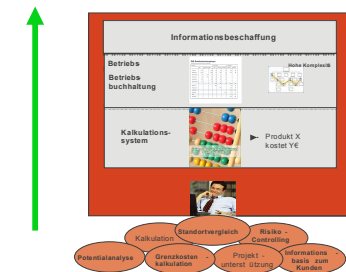 Informationsbeschaffung
Betriebs
Hohe Komplexität
Betriebs
buchhaltung
Kalkulations-
system
Produkt X
kostet Y€
Standortvergleich
Kalkulation
Risiko -
Controlling
Potentialanalyse
Grenzkosten -
kalkulation
Projekt -
unterst ützung
Informations -
basis zum
Kunden